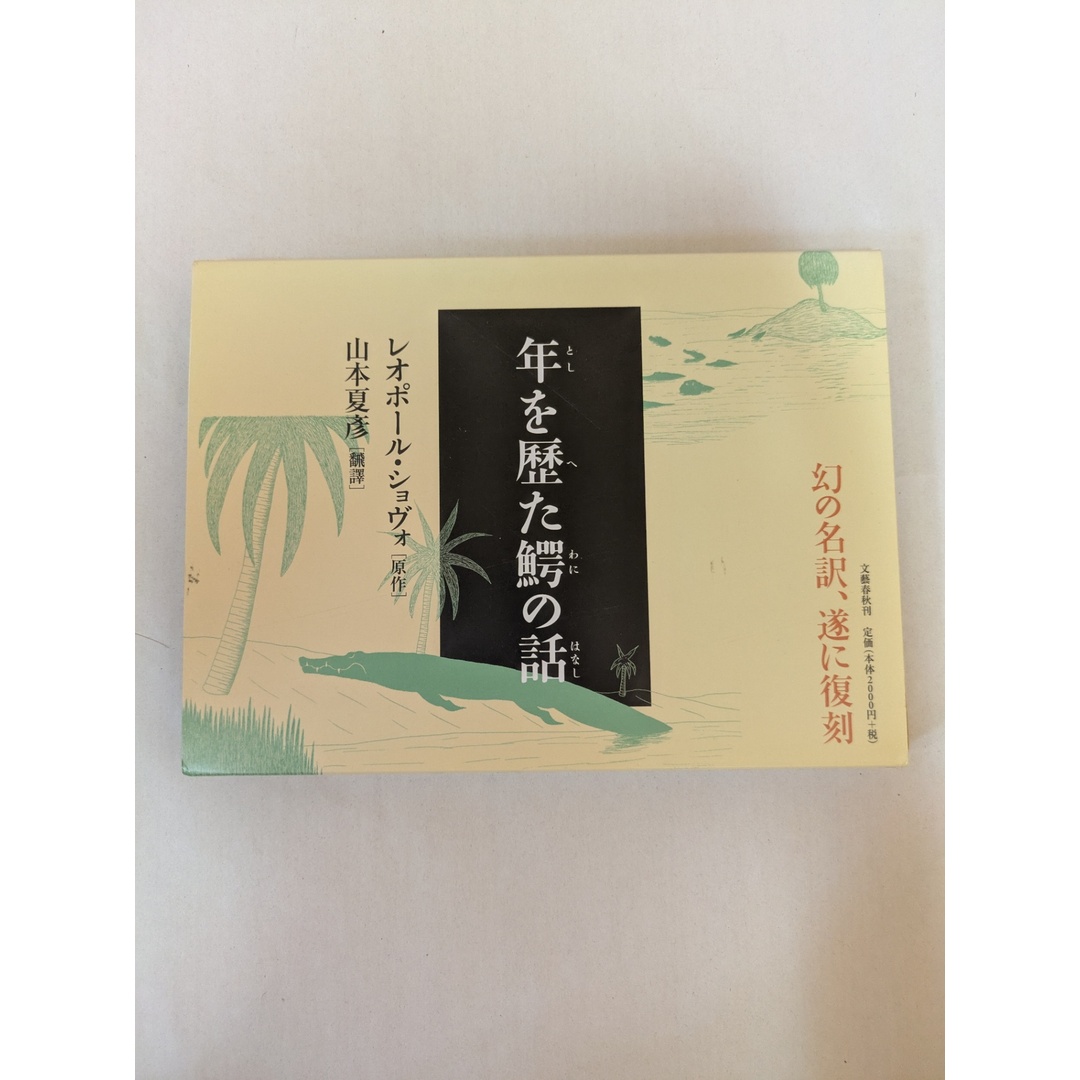 幻の名訳、遂に復刻
文藝春秋刊 定価(本体2000円+税)
年を歴た鰐の話
とし
へ
わに
はなし
レオポール・ショヴォ[原作]
山本夏彦[飜譯]